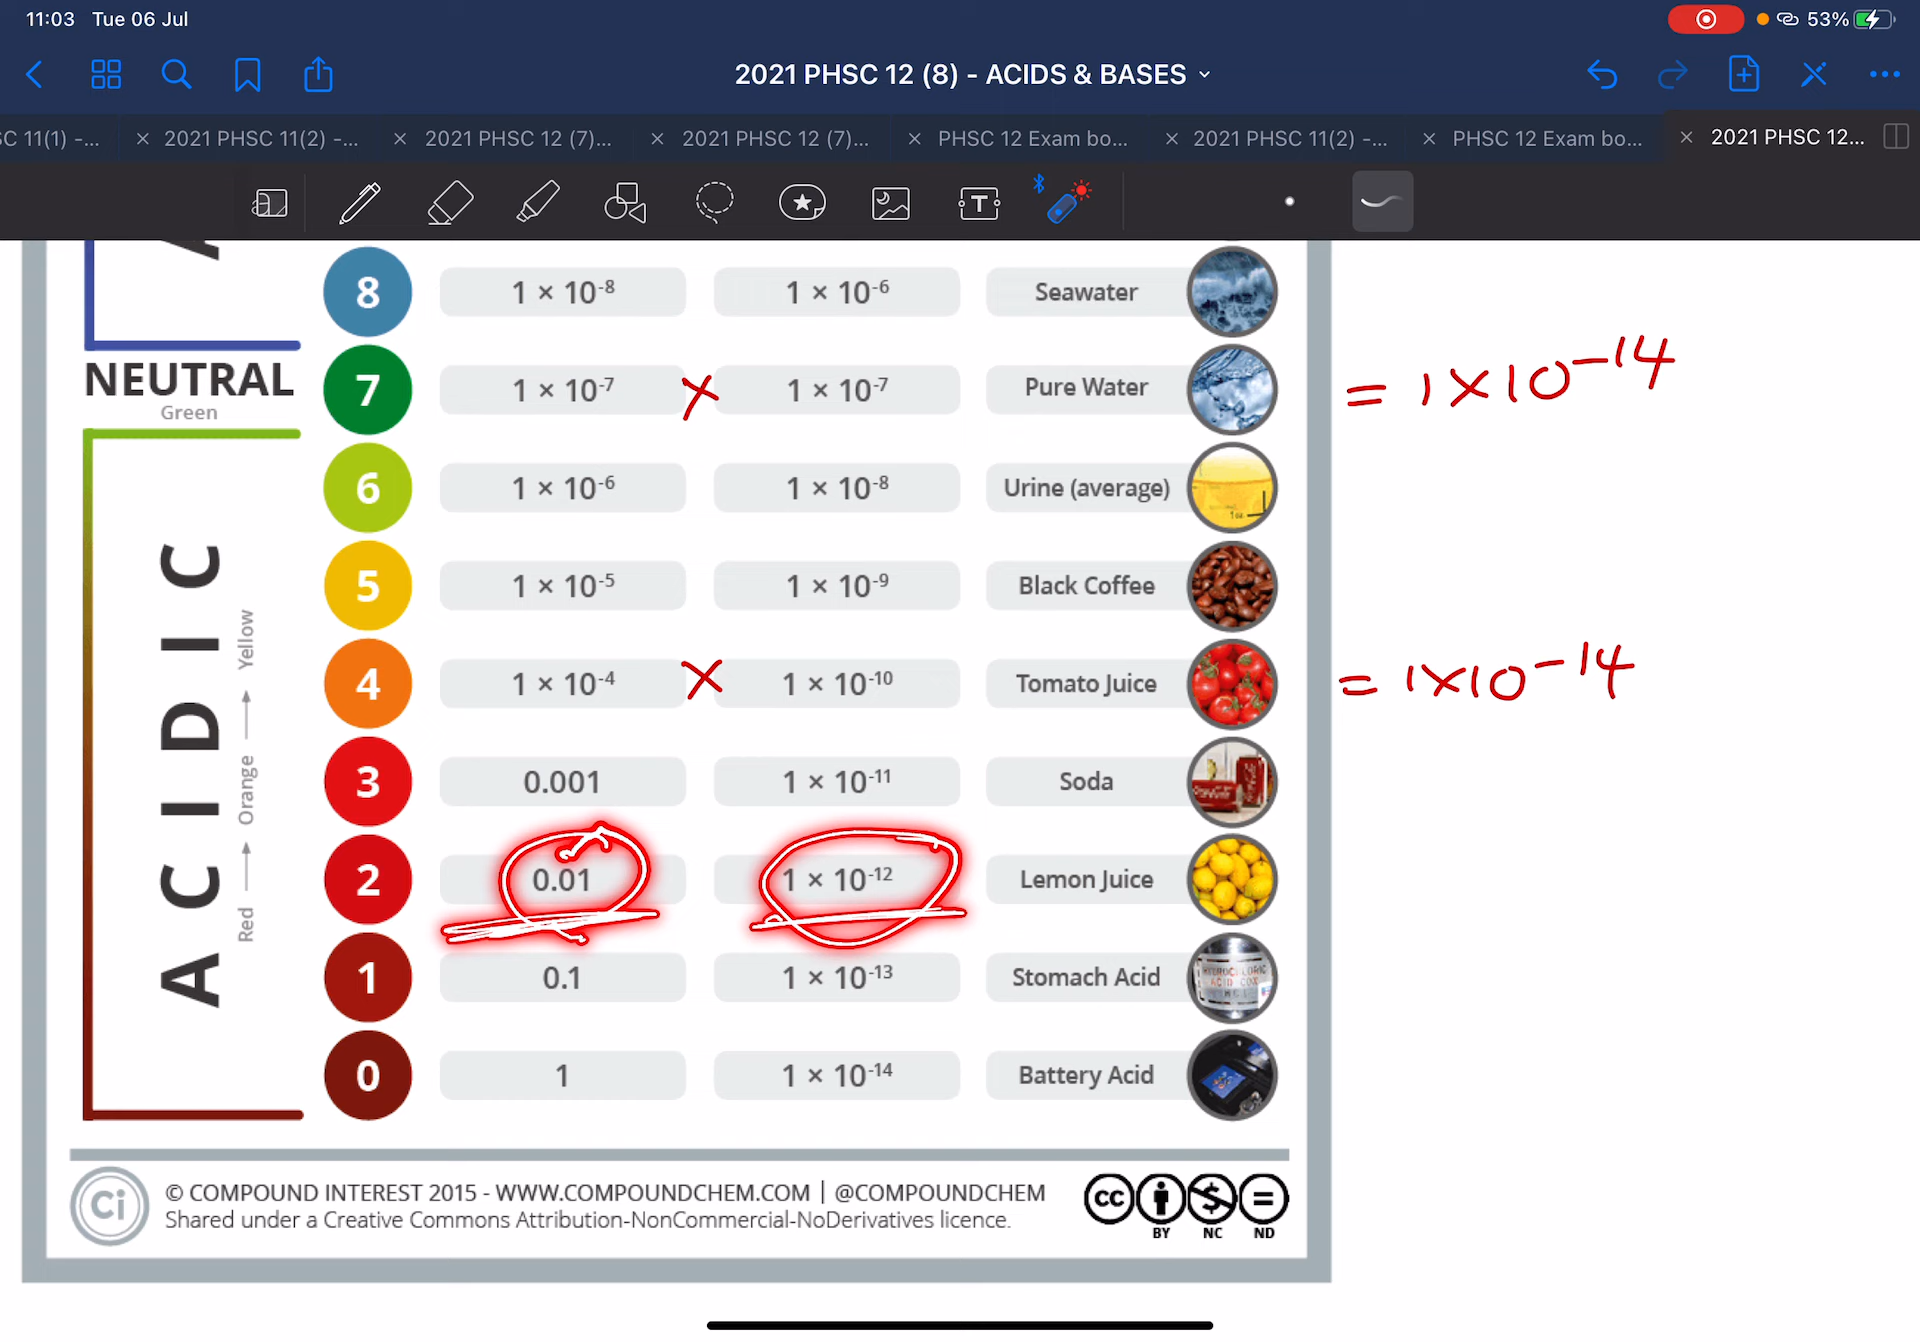 11:03 Tue 06 Jul
53%
2021 PHSC 12 (8) - ACIDS & BASES
SC 11(1) -...
2021 PHSC 11(2) -...
2021 PHSC 12 (7)...
2021 PHSC 12 (7)...
PHSC 12 Exam bo...
2021 PHSC 11(2) -...
PHSC 12 Exam bo...
2021 PHSC 12...
8 1 × 10⁻⁸ 1 × 10⁻⁶ Seawater
NEUTRAL
Green
7 1 × 10⁻⁷ × 1 × 10⁻⁷ Pure Water = 1×10⁻¹⁴
6 1 × 10⁻⁶ 1 × 10⁻⁸ Urine (average)
ACIDIC
Red → Orange → Yellow
5 1 × 10⁻⁵ 1 × 10⁻⁹ Black Coffee
4 1 × 10⁻⁴ × 1 × 10⁻¹⁰ Tomato Juice = 1×10⁻¹⁴
3 0.001 1 × 10⁻¹¹ Soda
2 0.01 1 × 10⁻¹² Lemon Juice
1 0.1 1 × 10⁻¹³ Stomach Acid
0 1 1 × 10⁻¹⁴ Battery Acid
Ci
© COMPOUND INTEREST 2015 - WWW.COMPOUNDCHEM.COM | @COMPOUNDCHEM
Shared under a Creative Commons Attribution-NonCommercial-NoDerivatives licence.
cc
BY NC ND